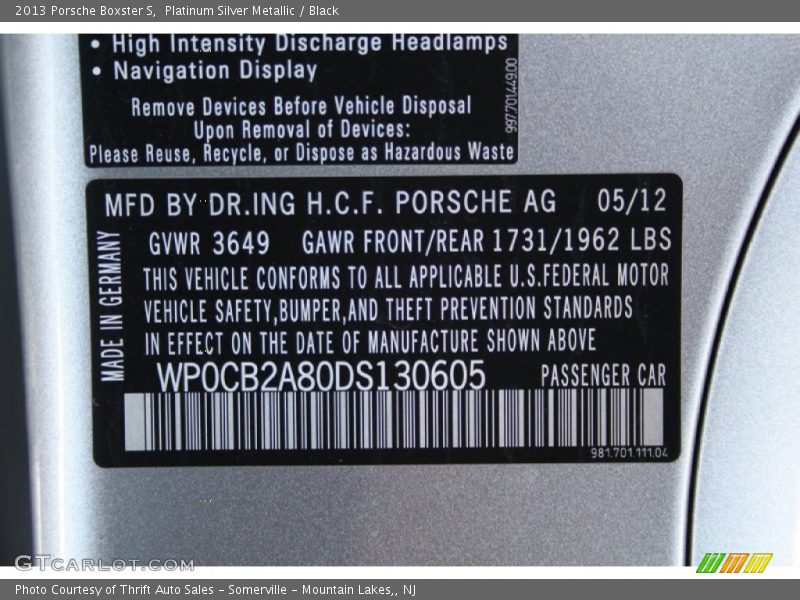 2013 Porsche Boxster S, Platinum Silver Metallic / Black
• High Intensity Discharge Headlamps
• Navigation Display
Remove Devices Before Vehicle Disposal
Upon Removal of Devices:
Please Reuse, Recycle, or Dispose as Hazardous Waste
997.701.449.00
MFD BY DR.ING H.C.F. PORSCHE AG 05/12
GVWR 3649 GAWR FRONT/REAR 1731/1962 LBS
MADE IN GERMANY
THIS VEHICLE CONFORMS TO ALL APPLICABLE U.S.FEDERAL MOTOR
VEHICLE SAFETY,BUMPER,AND THEFT PREVENTION STANDARDS
IN EFFECT ON THE DATE OF MANUFACTURE SHOWN ABOVE
WP0CB2A80DS130605 PASSENGER CAR
981.701.111.04
GTCARLOT.COM
Photo Courtesy of Thrift Auto Sales - Somerville - Mountain Lakes,, NJ